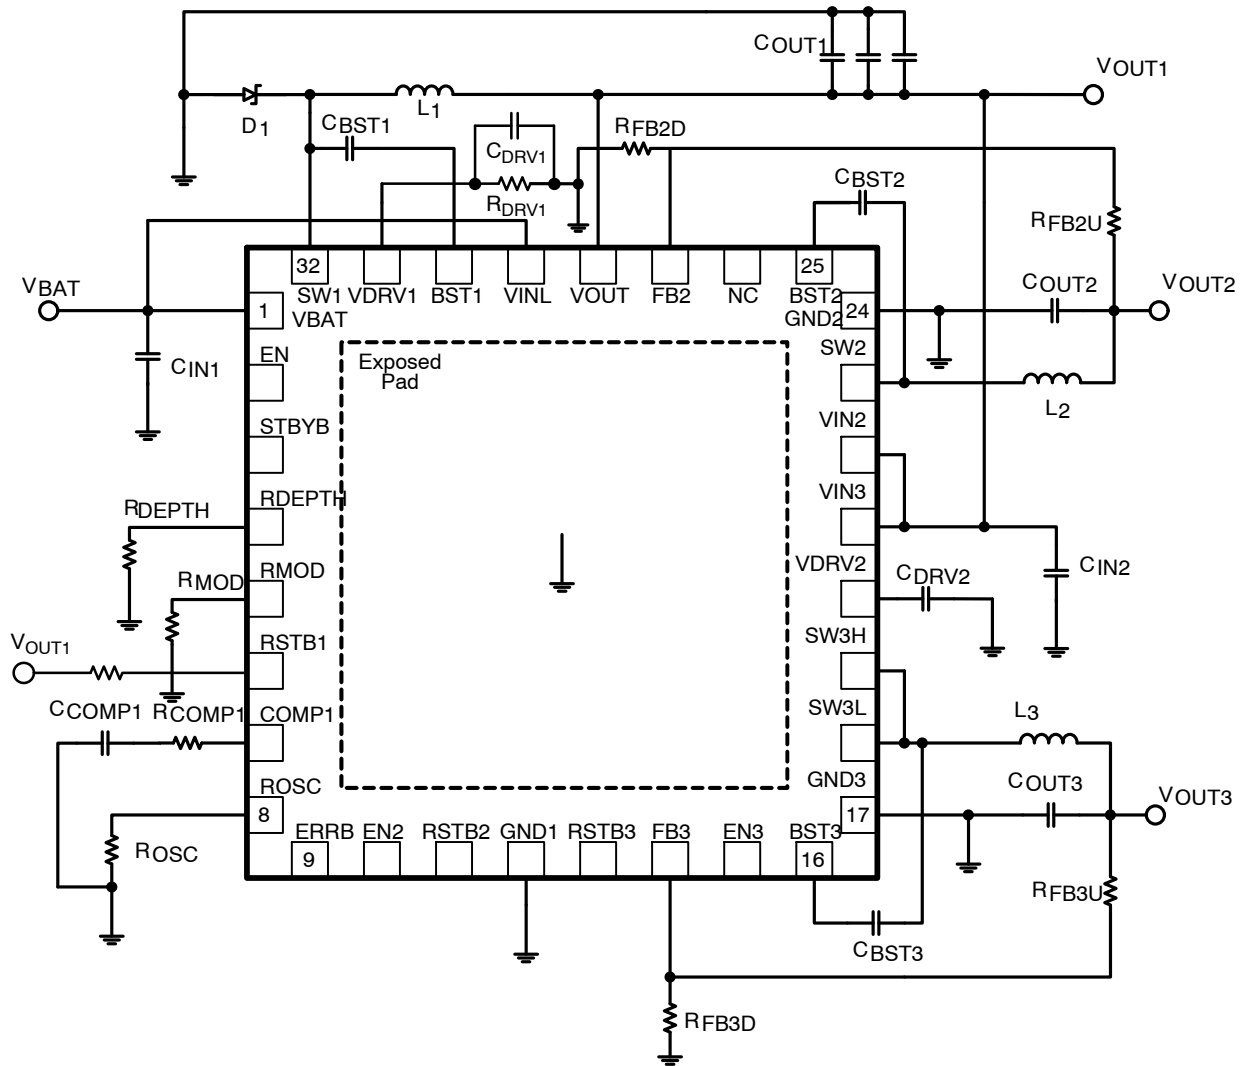 COUT1
VOUT1
D1
L1
CBST1
CDRV1
RDRV1
RFB2D
CBST2
RFB2U
VBAT
32
25
SW1
VDRV1
BST1
VINL
VOUT
FB2
NC
BST2
1
VBAT
GND2
24
COUT2
VOUT2
CIN1
EN
Exposed
Pad
SW2
L2
STBYB
VIN2
RDEPTH
RDEPTH
VIN3
RMOD
RMOD
VDRV2
CDRV2
CIN2
VOUT1
RSTB1
SW3H
CCOMP1
RCOMP1
COMP1
SW3L
L3
ROSC
GND3
COUT3
VOUT3
8
17
ROSC
ERRB
EN2
RSTB2
GND1
RSTB3
FB3
EN3
BST3
9
16
RFB3U
CBST3
RFB3D